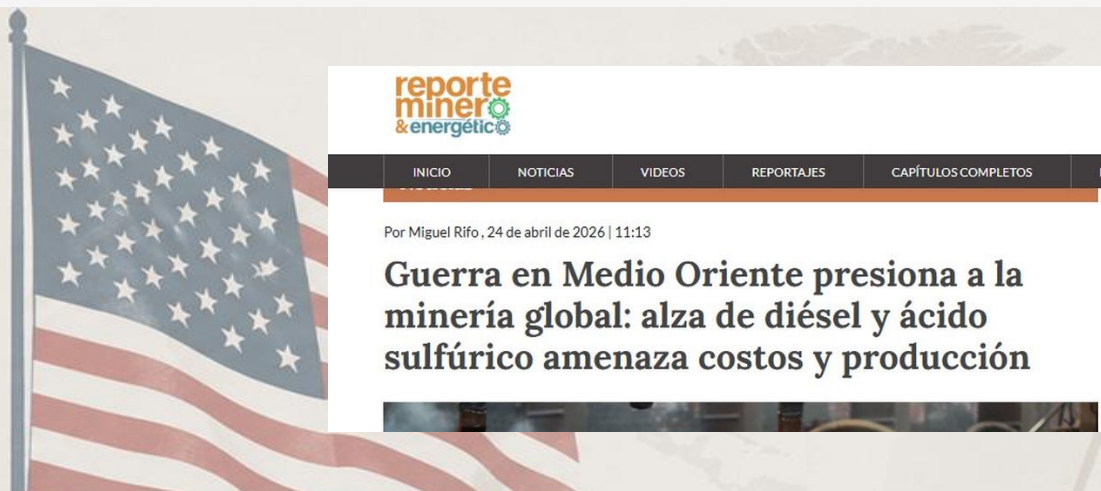 reporte
minero
&energético
INICIO NOTICIAS VIDEOS REPORTAJES CAPÍTULOS COMPLETOS
Por Miguel Rifo , 24 de abril de 2026 | 11:13
Guerra en Medio Oriente presiona a la
minería global: alza de diésel y ácido
sulfúrico amenaza costos y producción